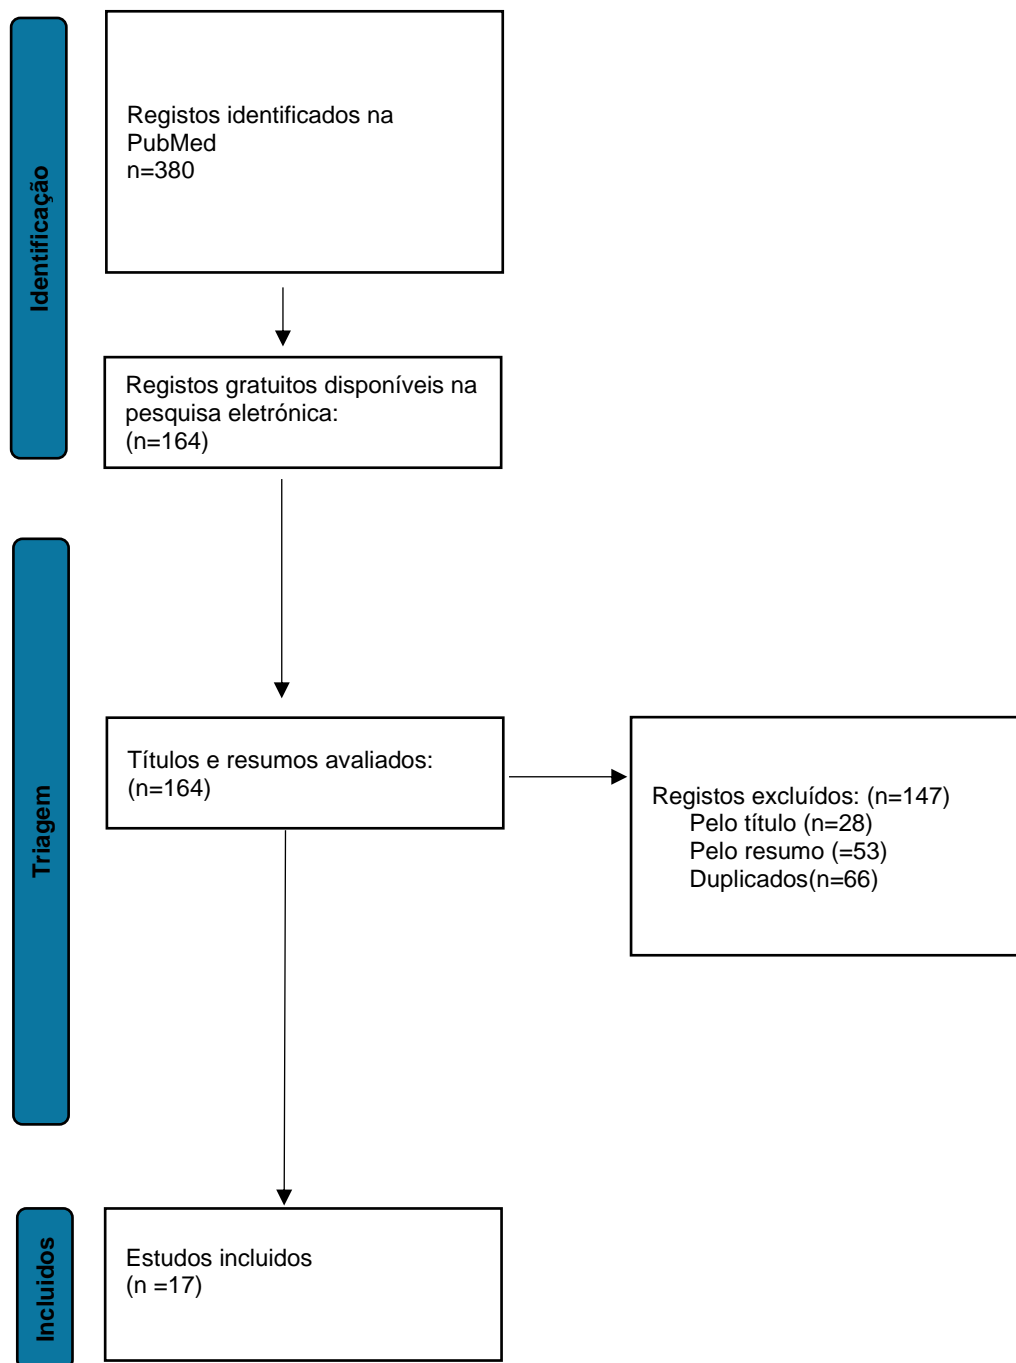 Identificação
Registos identificados na
PubMed
n=380
Registos gratuitos disponíveis na
pesquisa eletrónica:
(n=164)
Triagem
Títulos e resumos avaliados:
(n=164)
Registos excluídos: (n=147)
Pelo título (n=28)
Pelo resumo (=53)
Duplicados(n=66)
Incluidos
Estudos incluidos
(n =17)